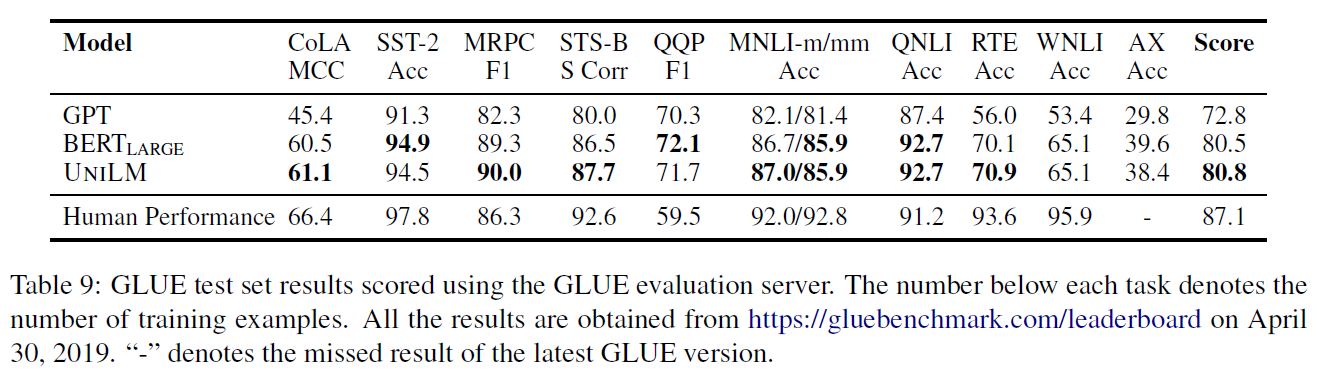 Model CoLA SST-2 MRPC STS-B QQP MNLI-m/mm QNLI RTE WNLI AX Score
MCC Acc F1 S Corr F1 Acc Acc Acc Acc Acc
GPT 45.4 91.3 82.3 80.0 70.3 82.1/81.4 87.4 56.0 53.4 29.8 72.8
BERTLARGE 60.5 94.9 89.3 86.5 72.1 86.7/85.9 92.7 70.1 65.1 39.6 80.5
UNILM 61.1 94.5 90.0 87.7 71.7 87.0/85.9 92.7 70.9 65.1 38.4 80.8
Human Performance 66.4 97.8 86.3 92.6 59.5 92.0/92.8 91.2 93.6 95.9 - 87.1
Table 9: GLUE test set results scored using the GLUE evaluation server. The number below each task denotes the
number of training examples. All the results are obtained from https://gluebenchmark.com/leaderboard on April
30, 2019. “-” denotes the missed result of the latest GLUE version.